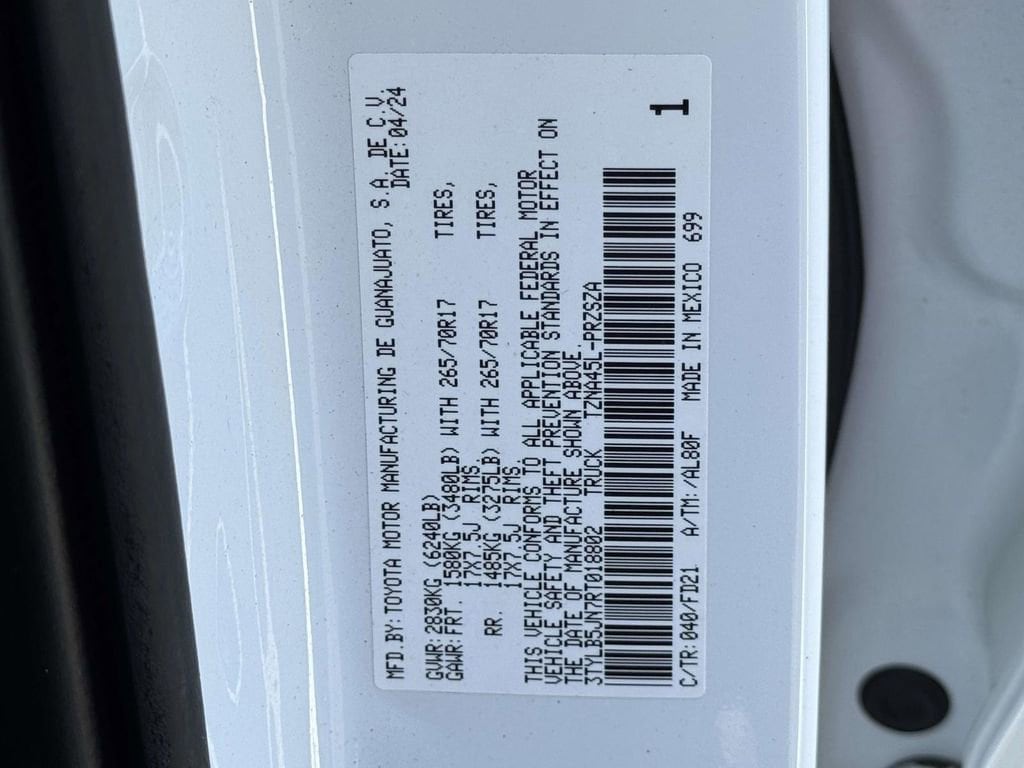 MFD.BY:TOYOTA MOTOR MANUFACTURING DE GUANAJUATO, S.A. DE C.V.
DATE:04/24
GVWR:2830KG (6240LB)
GAWR:FRT. 1580KG (3480LB) WITH 265/70R17 TIRES,
17X7.5J RIMS
RR. 1485KG (3275LB) WITH 265/70R17 TIRES,
17X7.5J RIMS
THIS VEHICLE CONFORMS TO ALL APPLICABLE FEDERAL MOTOR
VEHICLE SAFETY AND THEFT PREVENTION STANDARDS IN EFFECT ON
THE DATE OF MANUFACTURE SHOWN ABOVE.
3TYLB5JN7RT018802 TRUCK TZNA45L-PRZSZA
1
C/TR:040/FD21 A/TM:/AL80F MADE IN MEXICO 699